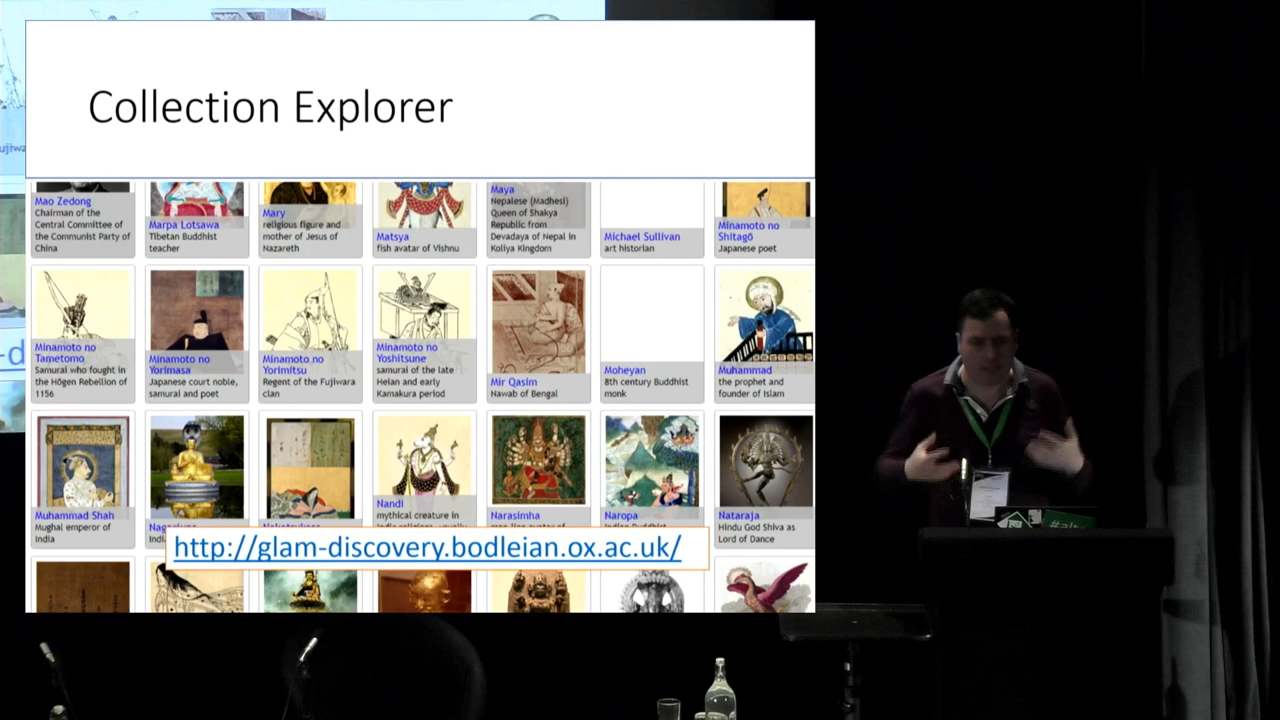 Collection Explorer
Mao Zedong
Chairman of the
Central Committee of
the Communist Party of
China
Marpa Lotsawa
Tibetan Buddhist
teacher
Mary
religious figure and
mother of Jesus of
Nazareth
Matsya
fish avatar of Vishnu
Maya
Nepalese (Madhesi)
Queen of Shakya
Republic from
Devadaya of Nepal in
Koliya Kingdom
Michael Sullivan
art historian
Minamoto no
Shitagō
Japanese poet
Minamoto no
Tametomo
Samurai who fought in
the Hōgen Rebellion of
1156
Minamoto no
Yorimasa
Japanese court noble,
samurai and poet
Minamoto no
Yorimitsu
Regent of the Fujiwara
clan
Minamoto no
Yoshitsune
samurai of the late
Heian and early
Kamakura period
Mir Qasim
Nawab of Bengal
Moheyan
8th century Buddhist
monk
Muhammad
the prophet and
founder of Islam
Muhammad Shah
Mughal emperor of
India
Nandi
mythical creature in
Narasimha
Naropa
Nataraja
Hindu God Shiva as
Lord of Dance
http://glam-discovery.bodleian.ox.ac.uk/